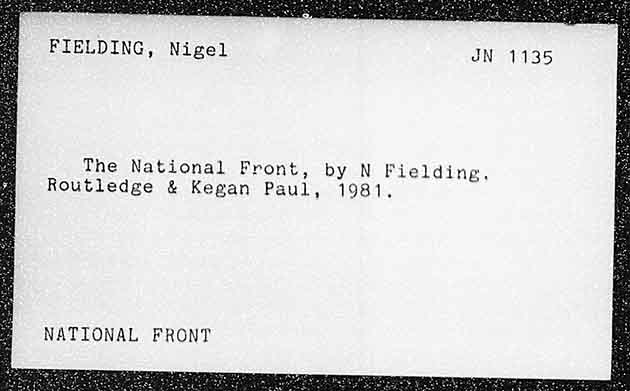 FIELDING, Nigel
JN 1135
The National Front, by N Fielding.
Routledge & Kegan Paul, 1981.
NATIONAL FRONT